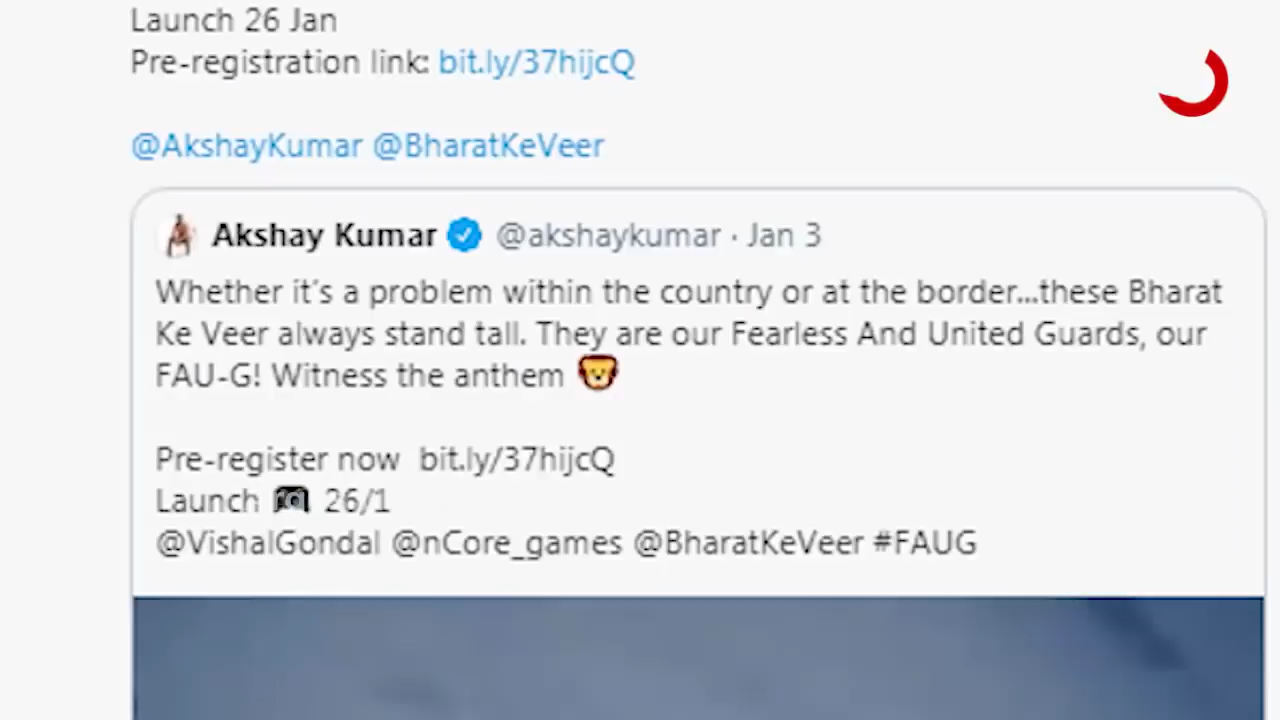 Launch 26 Jan
Pre-registration link: bit.ly/37hijcQ
@AkshayKumar @BharatKeVeer
Akshay Kumar @akshaykumar · Jan 3
Whether it's a problem within the country or at the border...these Bharat
Ke Veer always stand tall. They are our Fearless And United Guards, our
FAU-G! Witness the anthem 🦁
Pre-register now bit.ly/37hijcQ
Launch 🎮 26/1
@VishalGondal @nCore_games @BharatKeVeer #FAUG